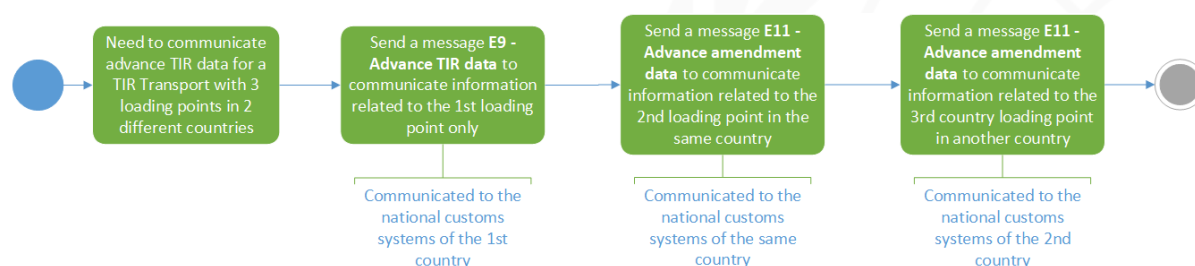 Need to communicate
advance TIR data for a
TIR Transport with 3
loading points in 2
different countries
Send a message E9 -
Advance TIR data to
communicate information
related to the 1st loading
point only
Send a message E11 -
Advance amendment
data to communicate
information related to the
2nd loading point in the
same country
Send a message E11 -
Advance amendment
data to communicate
information related to the
3rd country loading point
in another country
Communicated to the
national customs
systems of the 1st
country
Communicated to the
national customs
systems of the same
country
Communicated to the
national customs
systems of the 2nd
country